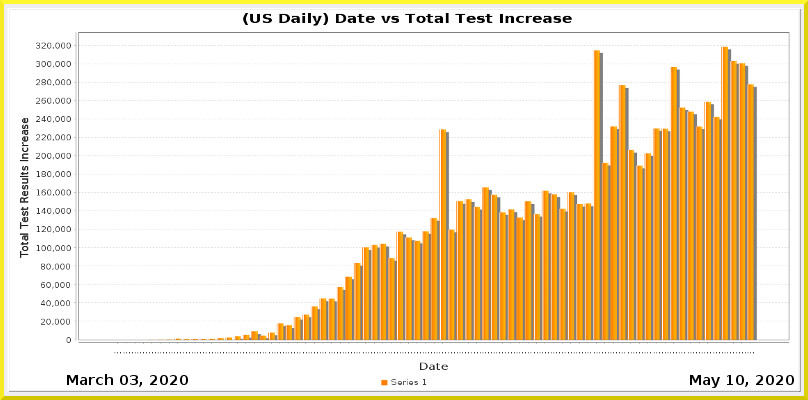 (US Daily) Date vs Total Test Increase
Total Test Results Increase
320,000
300,000
280,000
260,000
240,000
220,000
200,000
180,000
160,000
140,000
120,000
100,000
80,000
60,000
40,000
20,000
0
Date
March 03, 2020
Series 1
May 10, 2020